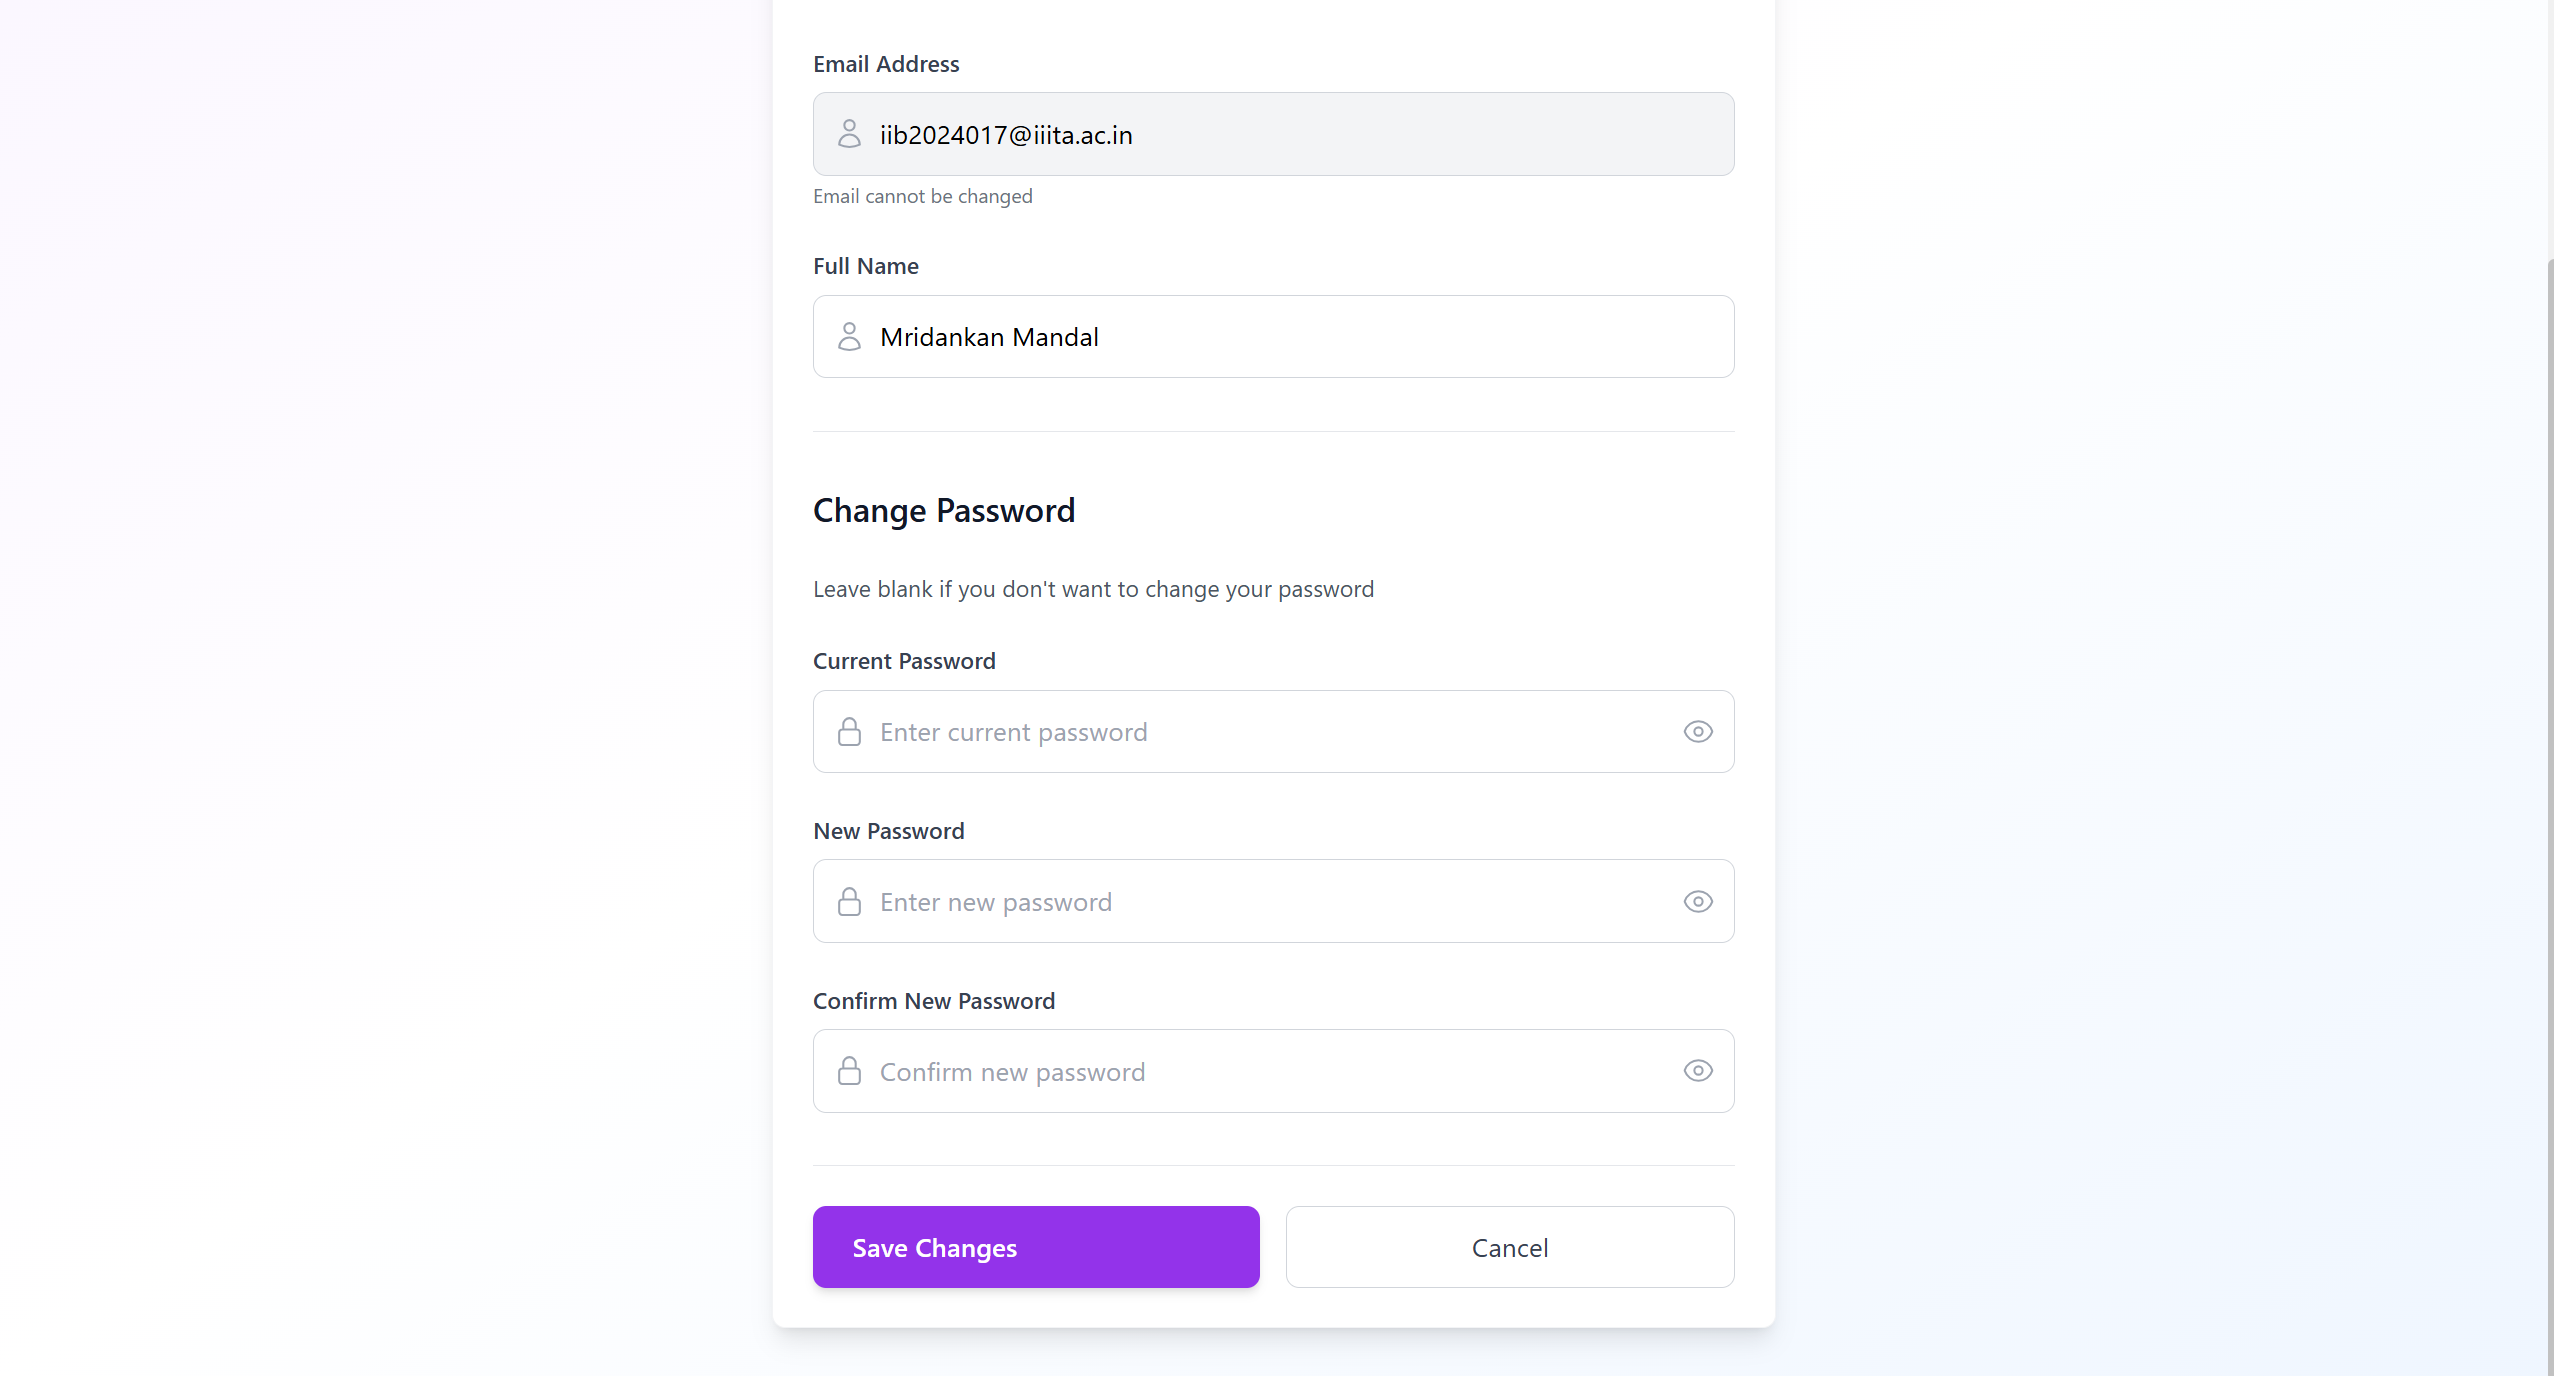 Email Address
iib2024017@iiita.ac.in
Email cannot be changed
Full Name
Mridankan Mandal
Change Password
Leave blank if you don't want to change your password
Current Password
Enter current password
New Password
Enter new password
Confirm New Password
Confirm new password
Save Changes
Cancel